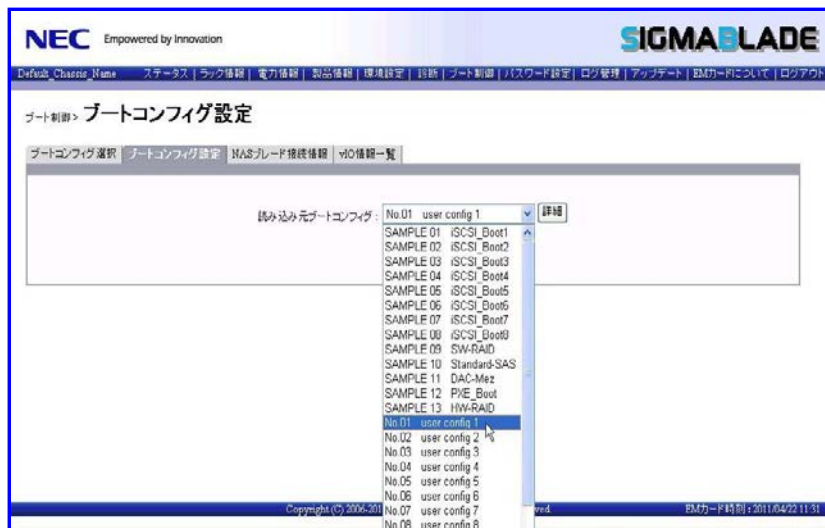 NEC Empowered by Innovation
SIGMABLADE
Default_Chassis_Name ステータス | ラック情報 | 電力情報 | 製品情報 | 環境設定 | 診断 | ブート制御 | パスワード設定 | ログ管理 | アップデート | EMカードについて | ログアウト
ブート制御> ブートコンフィグ設定
ブートコンフィグ選択 ブートコンフィグ設定 NASブレード接続情報 vIO情報一覧
読み込み元ブートコンフィグ : No.01 user config 1 詳細
SAMPLE 01 iSCSI_Boot1
SAMPLE 02 iSCSI_Boot2
SAMPLE 03 iSCSI_Boot3
SAMPLE 04 iSCSI_Boot4
SAMPLE 05 iSCSI_Boot5
SAMPLE 06 iSCSI_Boot6
SAMPLE 07 iSCSI_Boot7
SAMPLE 08 iSCSI_Boot8
SAMPLE 09 SW-RAID
SAMPLE 10 Standard-SAS
SAMPLE 11 DAC-Mez
SAMPLE 12 PXE_Boot
SAMPLE 13 HW-RAID
No.01 user config 1
No.02 user config 2
No.03 user config 3
No.04 user config 4
No.05 user config 5
No.06 user config 6
No.07 user config 7
No.08 user config 8
Copyright (C) 2006-201 ved. EMカード時刻 : 2011/04/22 11:31